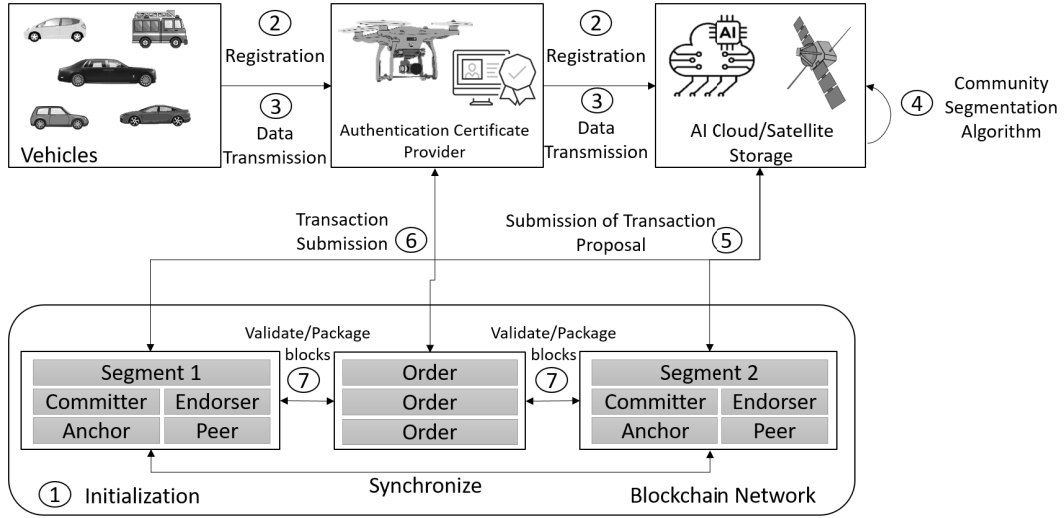 2
Registration
3
Data
Transmission
Vehicles
Authentication Certificate
Provider
2
Registration
3
Data
Transmission
AI
AI Cloud/Satellite
Storage
4
Community
Segmentation
Algorithm
Transaction
Submission
6
Submission of Transaction
Proposal
5
Validate/Package
blocks
7
Validate/Package
blocks
7
Segment 1
Committer
Endorser
Anchor
Peer
Order
Order
Order
Segment 2
Committer
Endorser
Anchor
Peer
1
Initialization
Synchronize
Blockchain Network